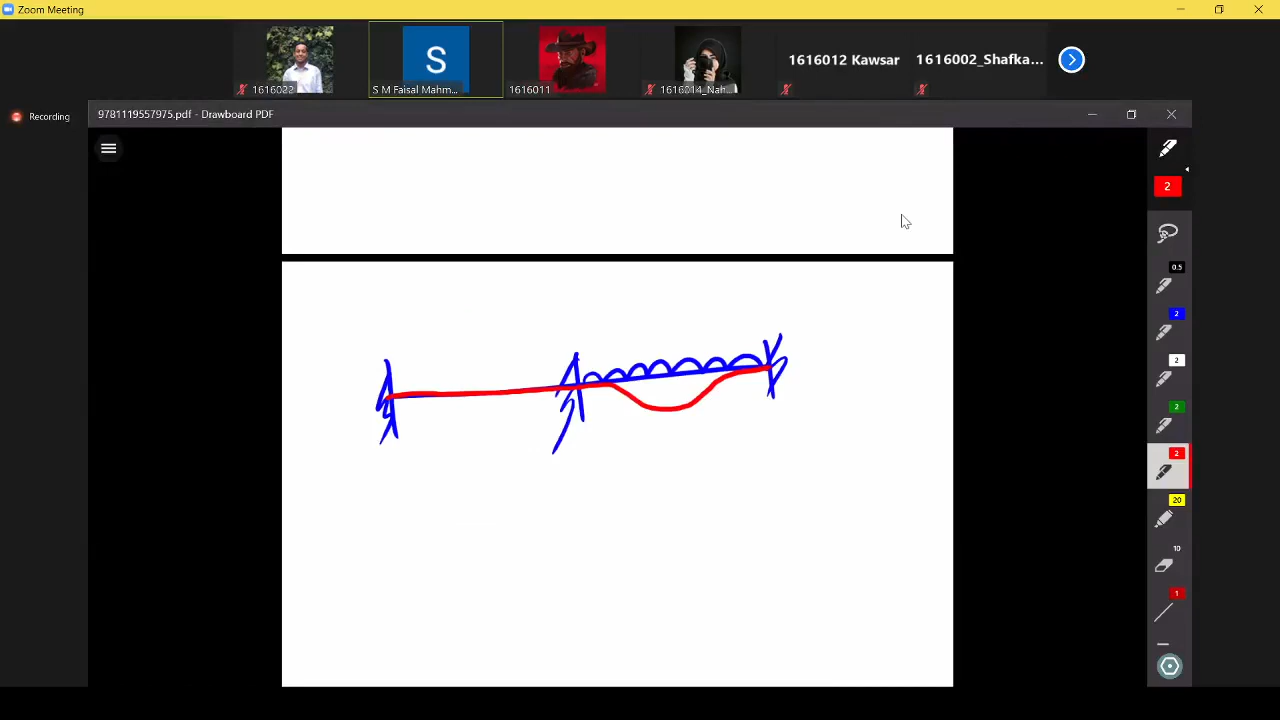 Zoom Meeting
S
1616022
S M Faisal Mahm...
1616011
1616014_Nah...
1616012 Kawsar
1616002_Shafka...
Recording
9781119557975.pdf - Drawboard PDF
2
0.5
2
2
2
2
20
10
1